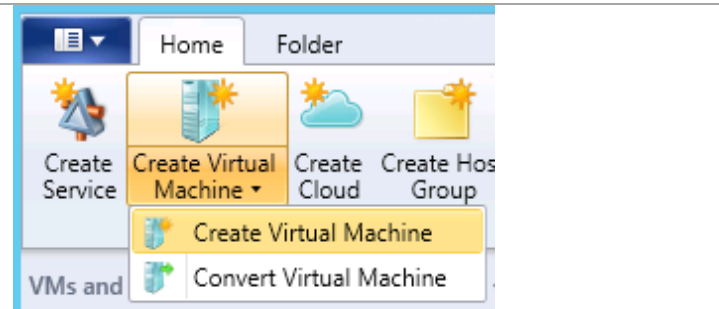 Home Folder
Create Create Virtual Create Create Hos
Service Machine Cloud Group
Create Virtual Machine
Convert Virtual Machine
VMs and